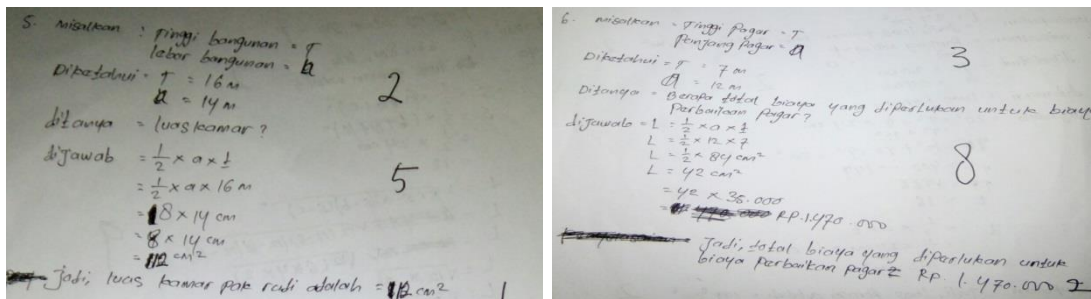 5. Misalkan : Tinggi bangunan = T
lebar bangunan = a
Diketahui = T = 16 m
a = 14 m
2
ditanya = luas kamar?
dijawab = 1/2 × a × t
= 1/2 × a × 16 m
5
= 8 × 14 cm
= 8 × 14 cm
= 112 cm²
Jadi, luas kamar pak rudi adalah = 112 cm²
1
6. Misalkan = Tinggi Pagar = T
Panjang Pagar = a
3
Diketahui = T = 7 m
a = 12 m
Ditanya = Berapa total biaya yang diperlukan untuk biaya
Perbaikan Pagar?
dijawab = L = 1/2 × a × t
L = 1/2 × 12 × 7
L = 1/2 × 84 cm²
8
L = 42 cm²
= 42 × 35.000
= RP.1.470.000
Jadi, total biaya yang diperlukan untuk
biaya perbaikan pagar = RP. 1.470.000
2